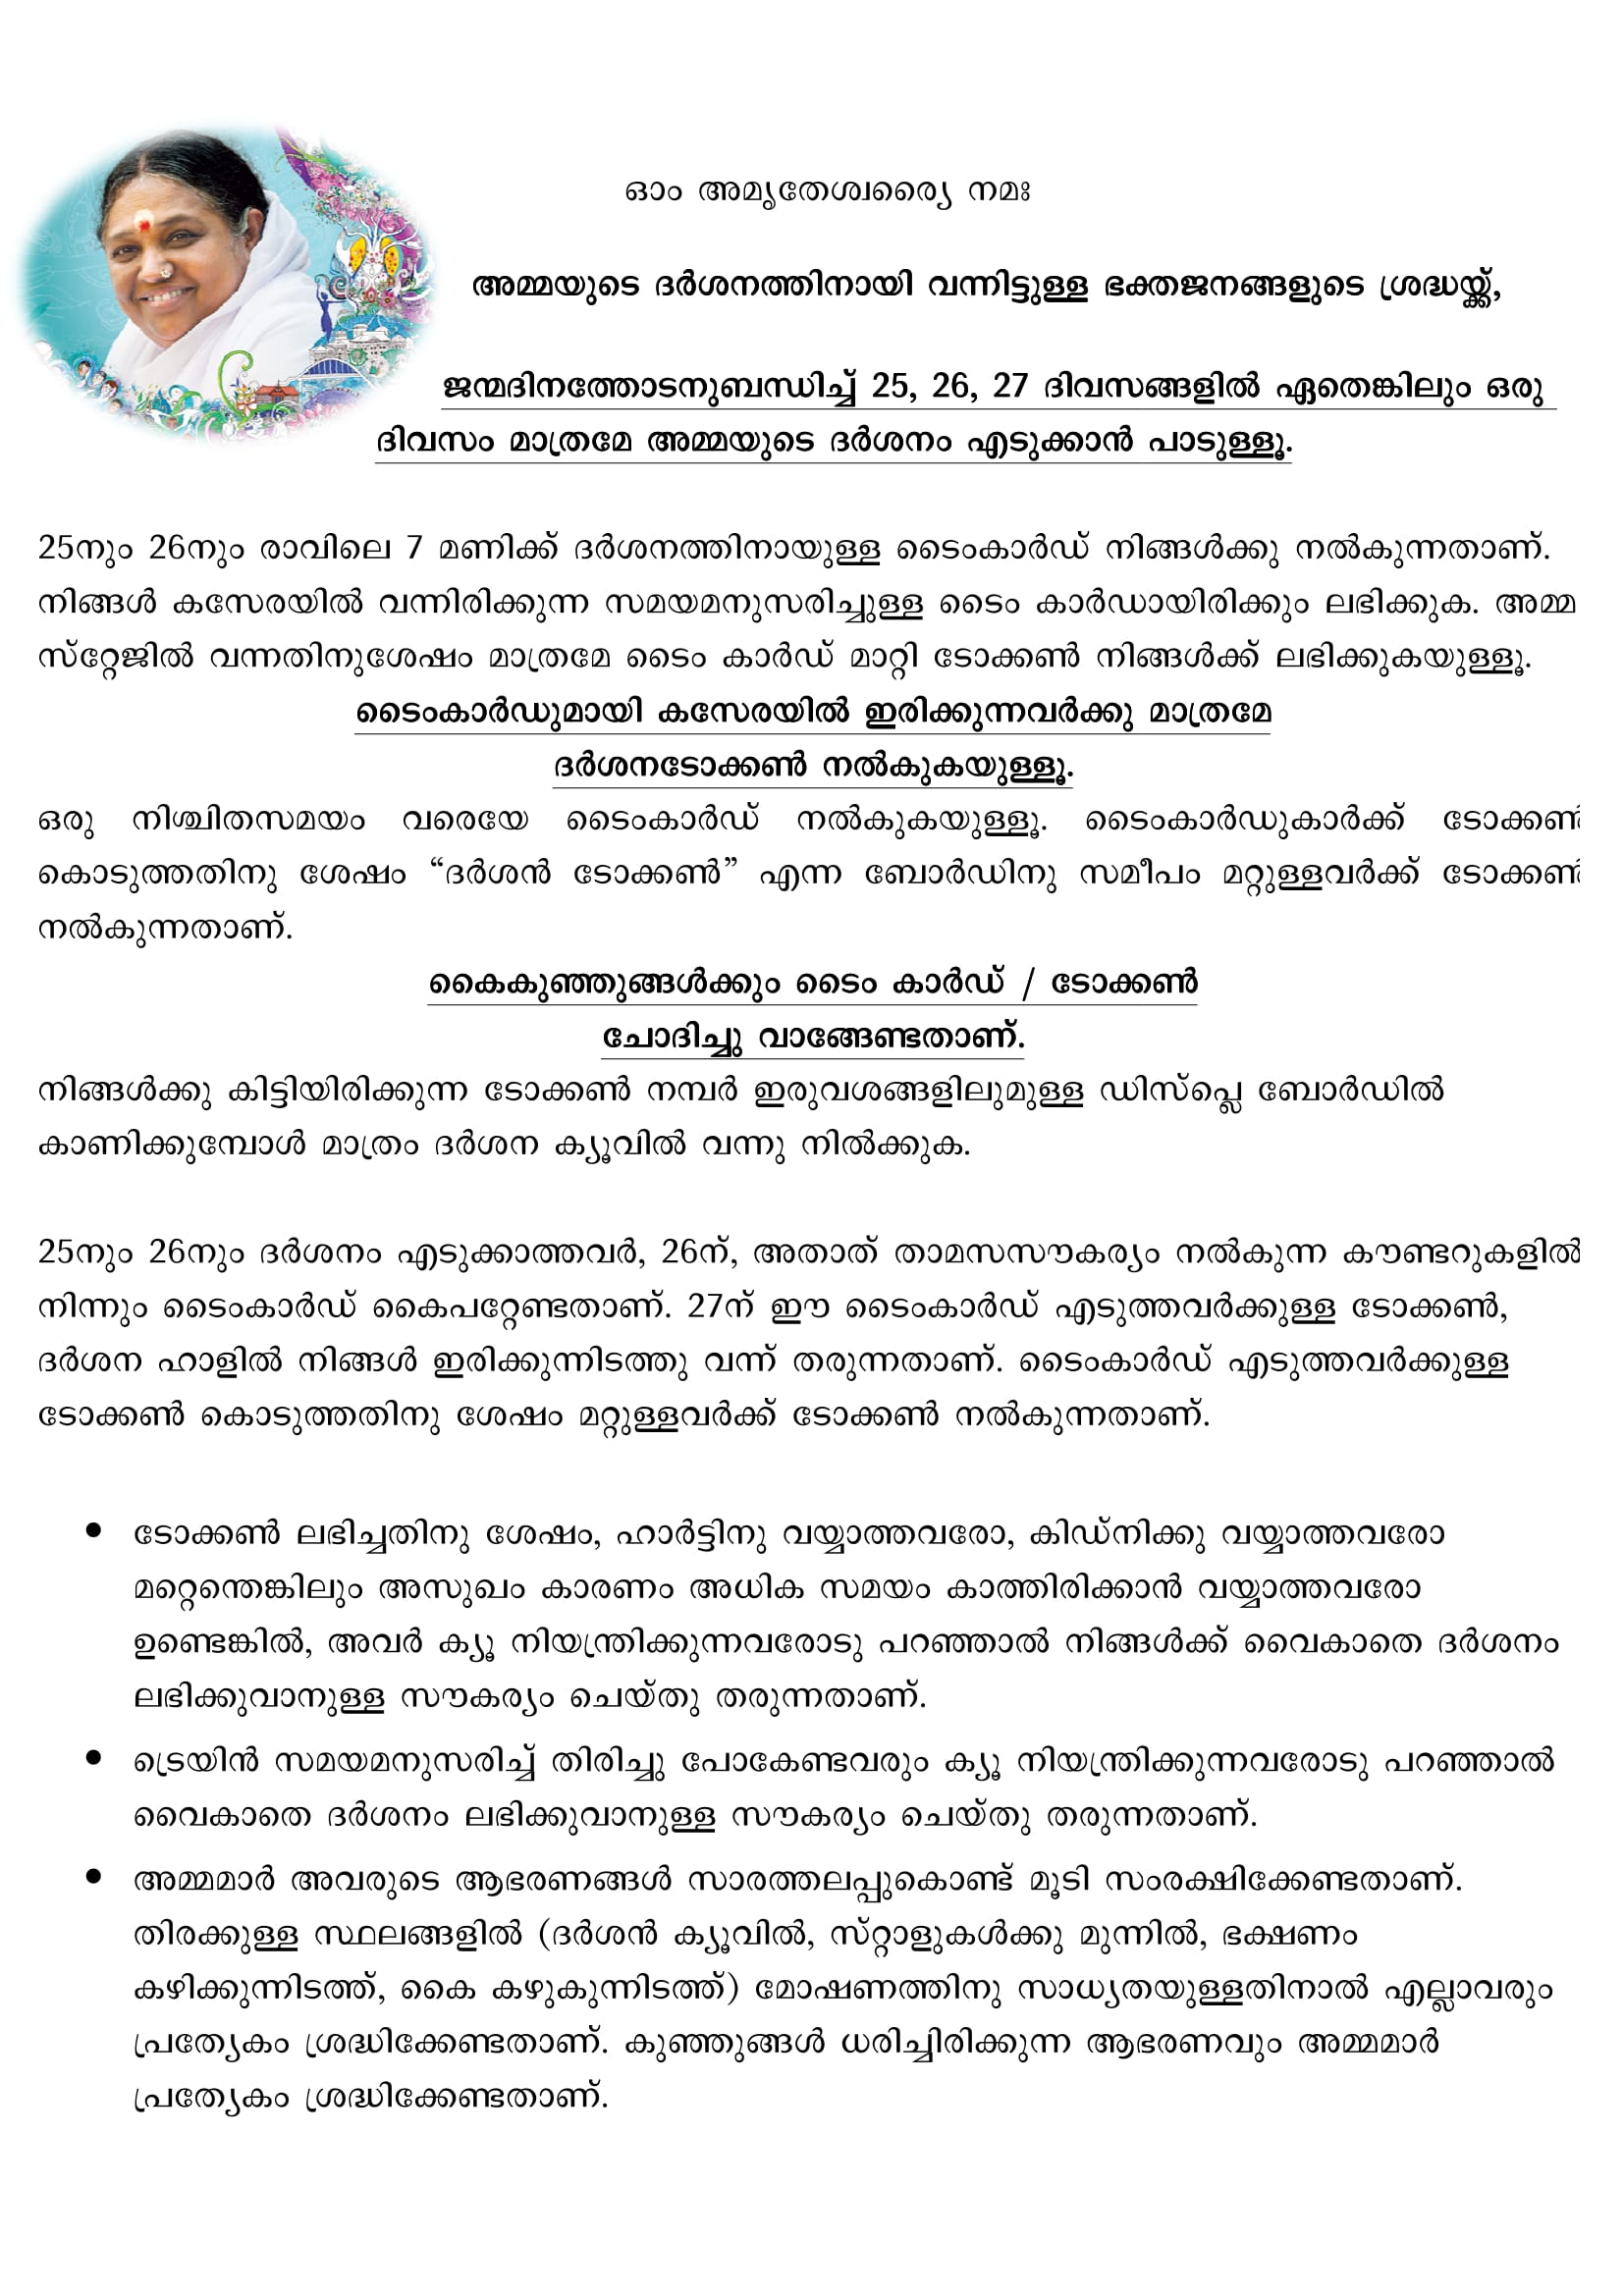 ഓം അമൃതേശ്വര്യൈ നമഃ
അമ്മയുടെ ദർശനത്തിനായി വന്നിട്ടുള്ള ഭക്തജനങ്ങളുടെ ശ്രദ്ധയ്ക്ക്,
ജന്മദിനത്തോടനുബന്ധിച്ച് 25, 26, 27 ദിവസങ്ങളിൽ ഏതെങ്കിലും ഒരു
ദിവസം മാത്രമേ അമ്മയുടെ ദർശനം എടുക്കാൻ പാടുള്ളൂ.
25നും 26നും രാവിലെ 7 മണിക്ക് ദർശനത്തിനായുള്ള ടൈംകാർഡ് നിങ്ങൾക്കു നൽകുന്നതാണ്.
നിങ്ങൾ കസേരയിൽ വന്നിരിക്കുന്ന സമയമനുസരിച്ചുള്ള ടൈം കാർഡായിരിക്കും ലഭിക്കുക. അമ്മ
സ്റ്റേജിൽ വന്നതിനുശേഷം മാത്രമേ ടൈം കാർഡ് മാറ്റി ടോക്കൺ നിങ്ങൾക്ക് ലഭിക്കുകയുള്ളൂ.
ടൈംകാർഡുമായി കസേരയിൽ ഇരിക്കുന്നവർക്കു മാത്രമേ
ദർശനടോക്കൺ നൽകുകയുള്ളൂ.
ഒരു നിശ്ചിതസമയം വരെയേ ടൈംകാർഡ് നൽകുകയുള്ളൂ. ടൈംകാർഡുകാർക്ക് ടോക്കൺ
കൊടുത്തതിനു ശേഷം “ദർശൻ ടോക്കൺ” എന്ന ബോർഡിനു സമീപം മറ്റുള്ളവർക്ക് ടോക്കൺ
നൽകുന്നതാണ്.
കൈകുഞ്ഞുങ്ങൾക്കും ടൈം കാർഡ് / ടോക്കൺ
ചോദിച്ചു വാങ്ങേണ്ടതാണ്.
നിങ്ങൾക്കു കിട്ടിയിരിക്കുന്ന ടോക്കൺ നമ്പർ ഇരുവശങ്ങളിലുമുള്ള ഡിസ്പ്ലെ ബോർഡിൽ
കാണിക്കുമ്പോൾ മാത്രം ദർശന ക്യൂവിൽ വന്നു നിൽക്കുക.
25നും 26നും ദർശനം എടുക്കാത്തവർ, 26ന്, അതാത് താമസസൗകര്യം നൽകുന്ന കൗണ്ടറുകളിൽ
നിന്നും ടൈംകാർഡ് കൈപറ്റേണ്ടതാണ്. 27ന് ഈ ടൈംകാർഡ് എടുത്തവർക്കുള്ള ടോക്കൺ,
ദർശന ഹാളിൽ നിങ്ങൾ ഇരിക്കുന്നിടത്തു വന്ന് തരുന്നതാണ്. ടൈംകാർഡ് എടുത്തവർക്കുള്ള
ടോക്കൺ കൊടുത്തതിനു ശേഷം മറ്റുള്ളവർക്ക് ടോക്കൺ നൽകുന്നതാണ്.
• ടോക്കൺ ലഭിച്ചതിനു ശേഷം, ഹാർട്ടിനു വയ്യാത്തവരോ, കിഡ്നിക്കു വയ്യാത്തവരോ
മറ്റെന്തെങ്കിലും അസുഖം കാരണം അധിക സമയം കാത്തിരിക്കാൻ വയ്യാത്തവരോ
ഉണ്ടെങ്കിൽ, അവർ ക്യൂ നിയന്ത്രിക്കുന്നവരോടു പറഞ്ഞാൽ നിങ്ങൾക്ക് വൈകാതെ ദർശനം
ലഭിക്കുവാനുള്ള സൗകര്യം ചെയ്തു തരുന്നതാണ്.
• ട്രെയിൻ സമയമനുസരിച്ച് തിരിച്ചു പോകേണ്ടവരും ക്യൂ നിയന്ത്രിക്കുന്നവരോടു പറഞ്ഞാൽ
വൈകാതെ ദർശനം ലഭിക്കുവാനുള്ള സൗകര്യം ചെയ്തു തരുന്നതാണ്.
• അമ്മമാർ അവരുടെ ആഭരണങ്ങൾ സാരത്തലപ്പുകൊണ്ട് മൂടി സംരക്ഷിക്കേണ്ടതാണ്.
തിരക്കുള്ള സ്ഥലങ്ങളിൽ (ദർശൻ ക്യൂവിൽ, സ്റ്റാളുകൾക്കു മുന്നിൽ, ഭക്ഷണം
കഴിക്കുന്നിടത്ത്, കൈ കഴുകുന്നിടത്ത്) മോഷണത്തിനു സാധ്യതയുള്ളതിനാൽ എല്ലാവരും
പ്രത്യേകം ശ്രദ്ധിക്കേണ്ടതാണ്. കുഞ്ഞുങ്ങൾ ധരിച്ചിരിക്കുന്ന ആഭരണവും അമ്മമാർ
പ്രത്യേകം ശ്രദ്ധിക്കേണ്ടതാണ്.